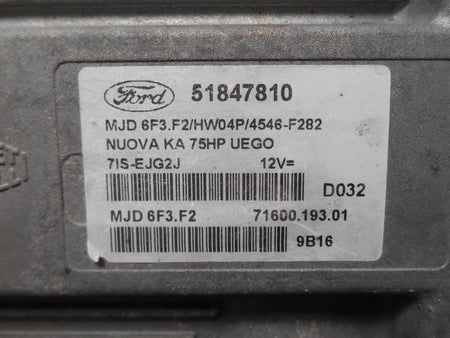 Ford 51847810
MJD 6F3.F2/HW04P/4546-F282
NUOVA KA 75HP UEGO
7IS-EJG2J 12V=
D032
MJD 6F3.F2 71600.193.01
9B16